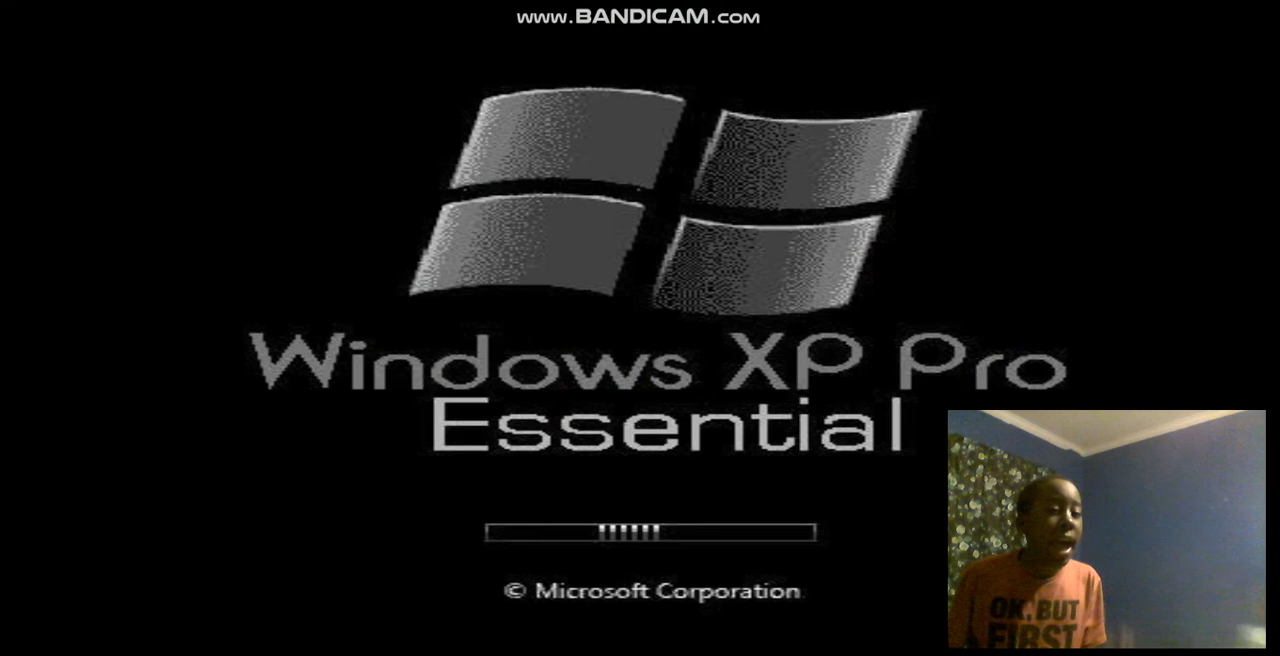 www.BANDICAM.COM
Windows XP Pro
Essential
© Microsoft Corporation
OK, BUT
FIRST